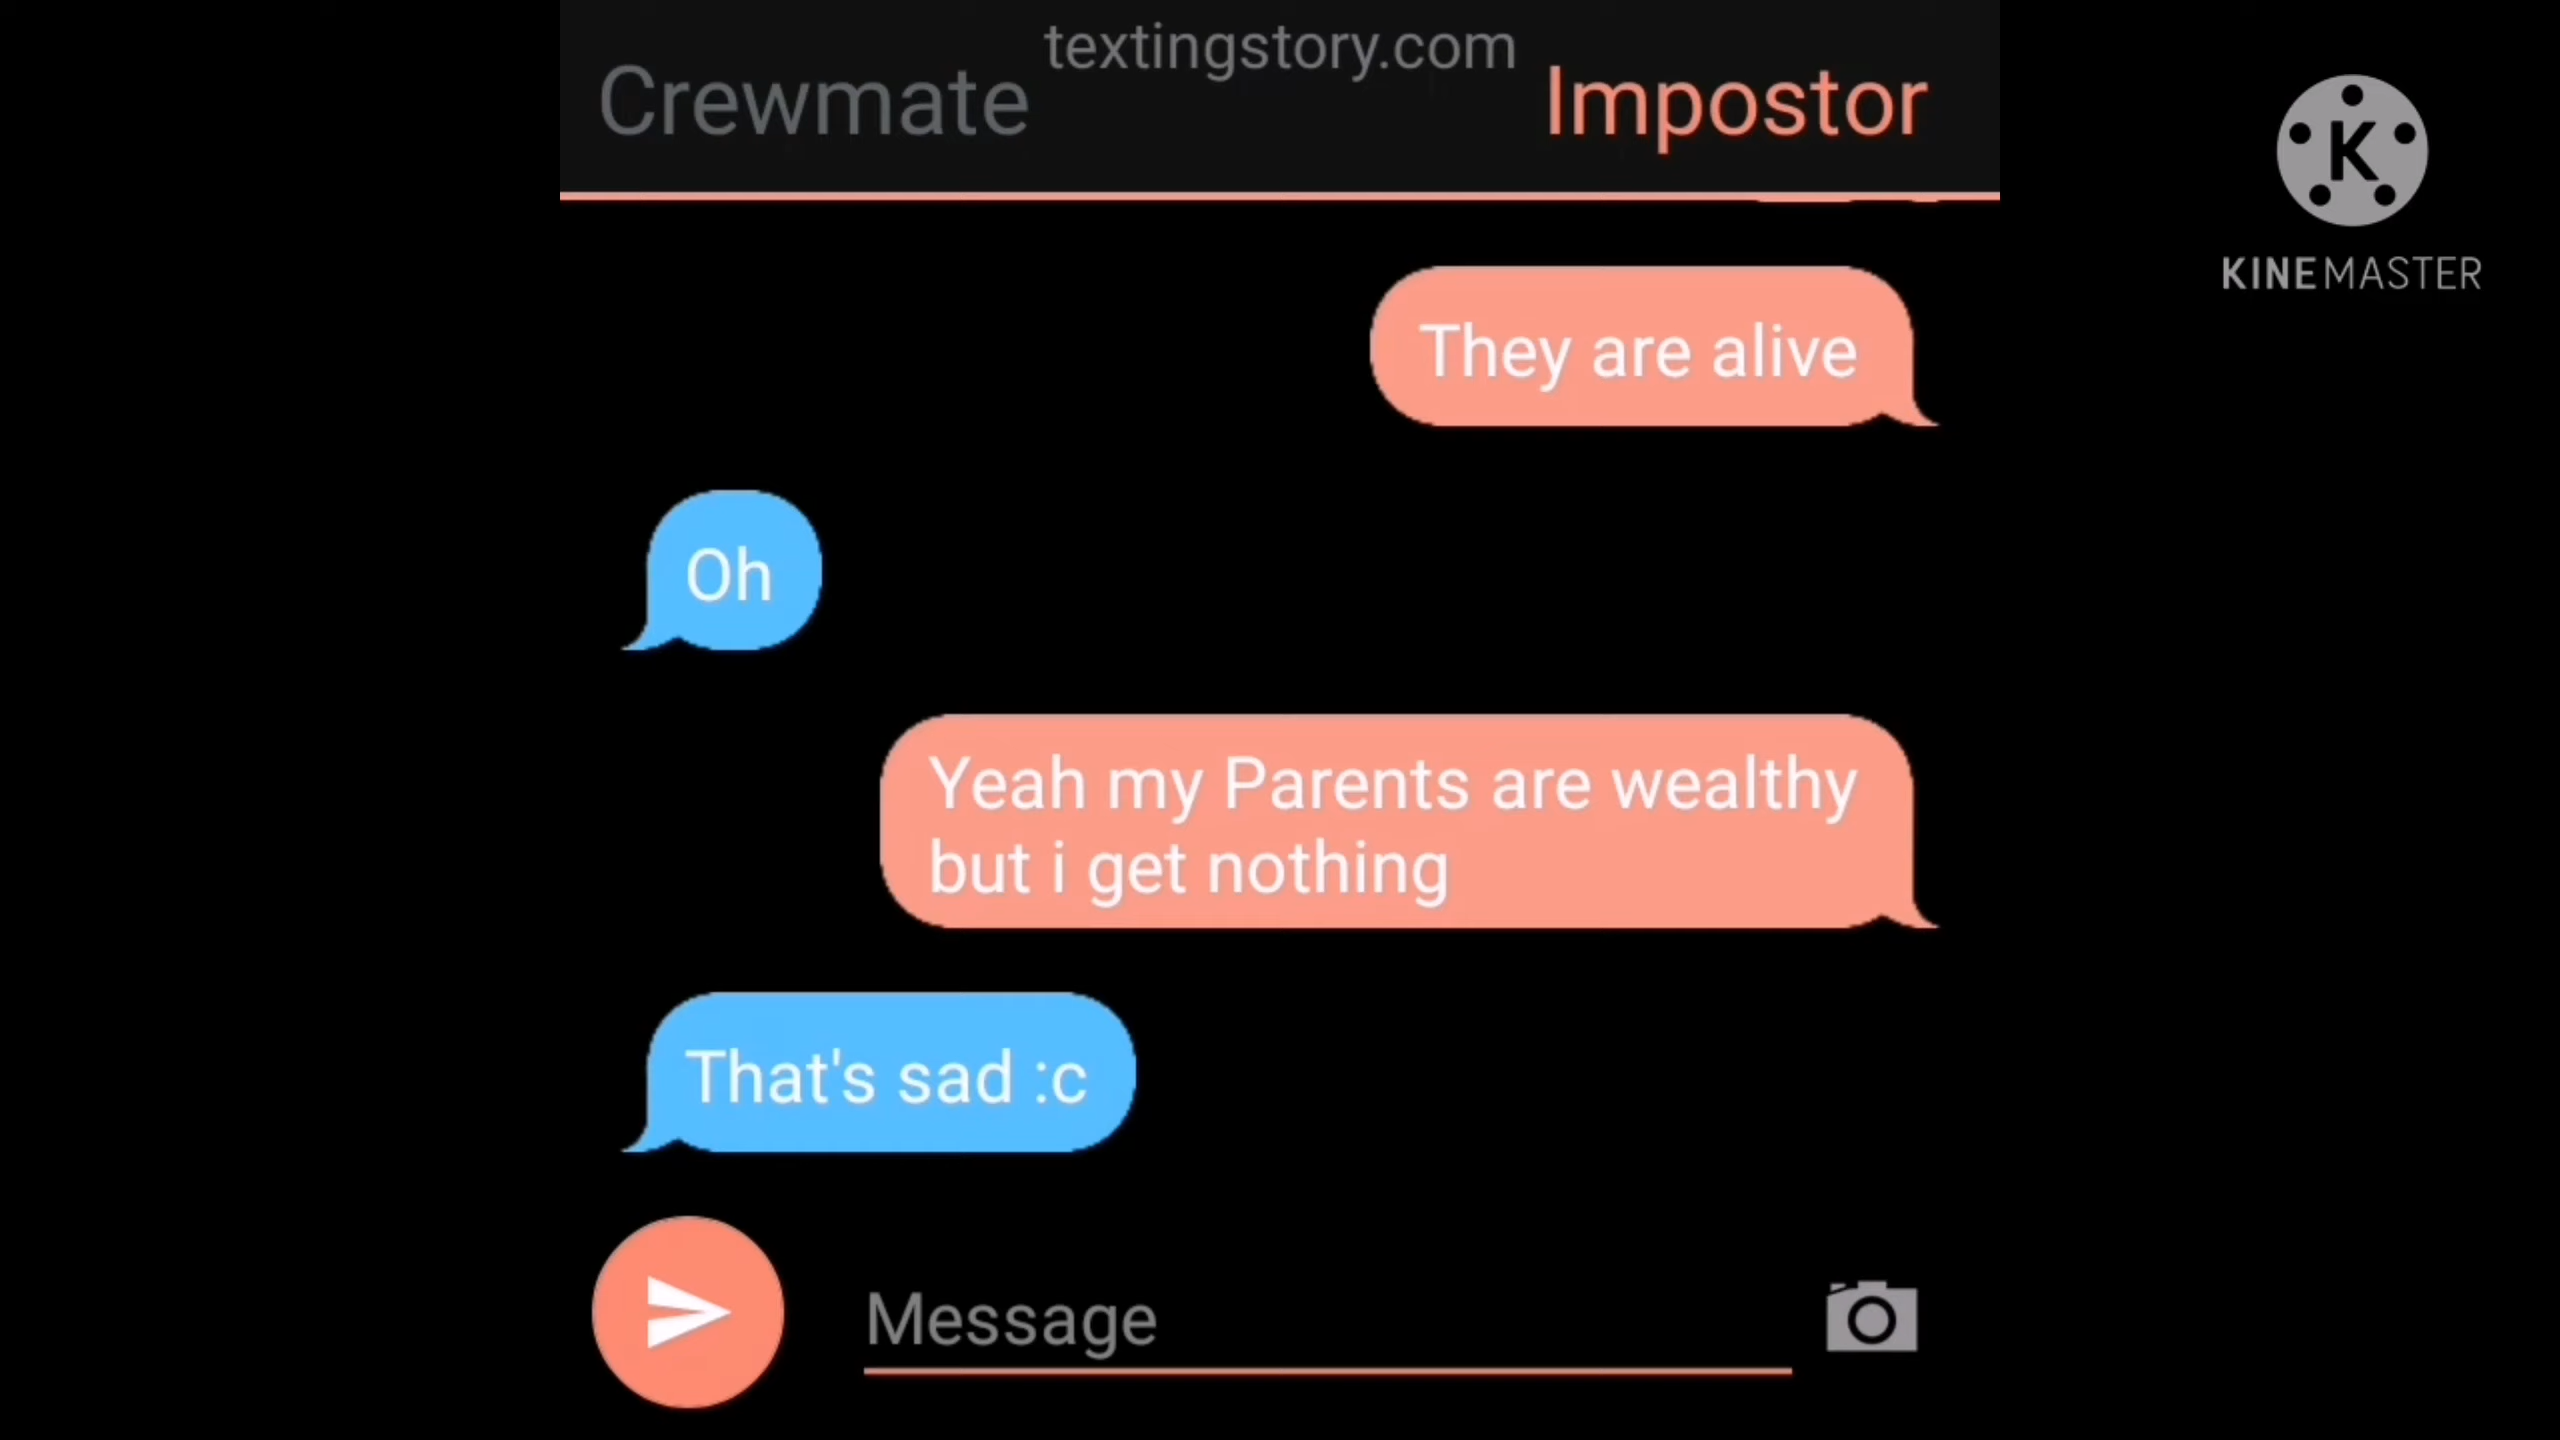 textingstory.com
Crewmate
Impostor
K
KINEMASTER
They are alive
Oh
Yeah my Parents are wealthy
but i get nothing
That's sad :c
Message